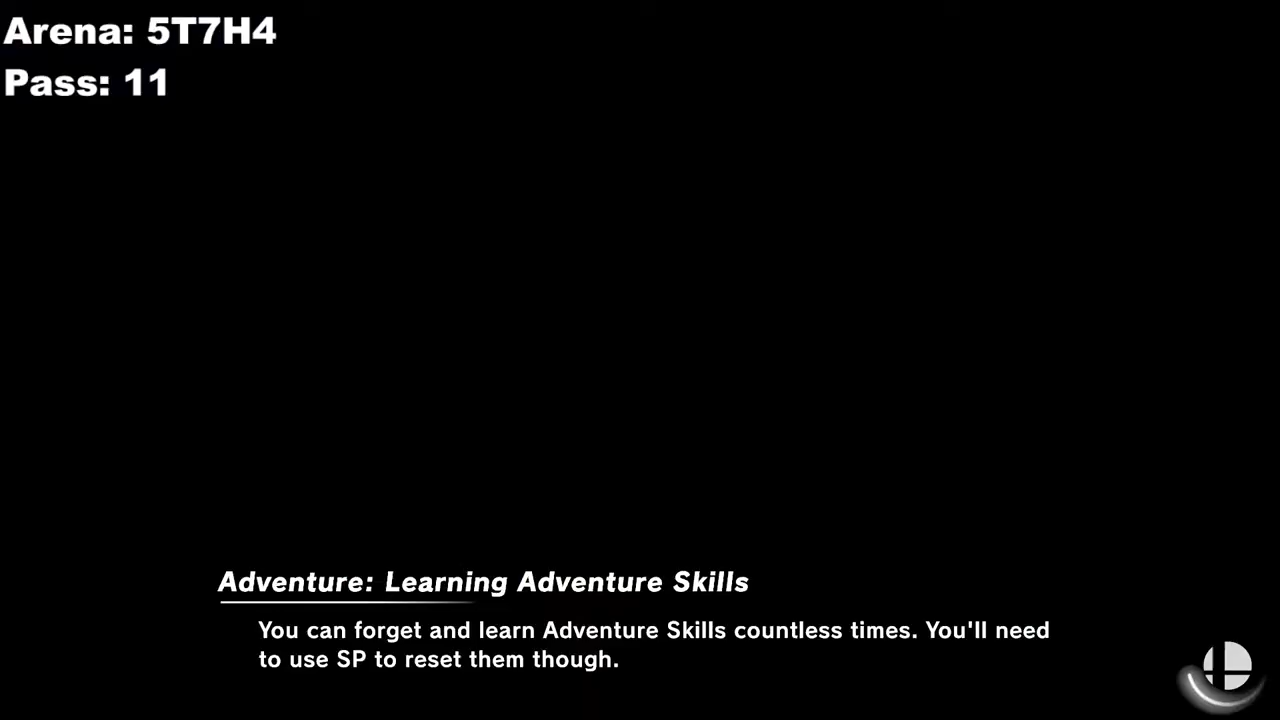 Arena: 5T7H4
Pass: 11
Adventure: Learning Adventure Skills
You can forget and learn Adventure Skills countless times. You'll need
to use SP to reset them though.